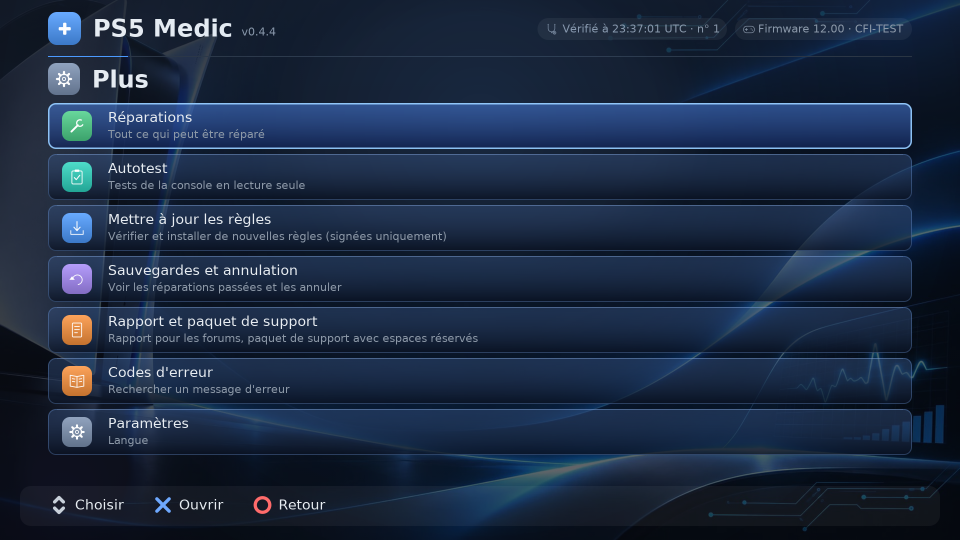 PS5 Medic v0.4.4
Vérifié à 23:37:01 UTC · n° 1
Firmware 12.00 · CFI-TEST
Plus
Réparations
Tout ce qui peut être réparé
Autotest
Tests de la console en lecture seule
Mettre à jour les règles
Vérifier et installer de nouvelles règles (signées uniquement)
Sauvegardes et annulation
Voir les réparations passées et les annuler
Rapport et paquet de support
Rapport pour les forums, paquet de support avec espaces réservés
Codes d'erreur
Rechercher un message d'erreur
Paramètres
Langue
Choisir
Ouvrir
Retour